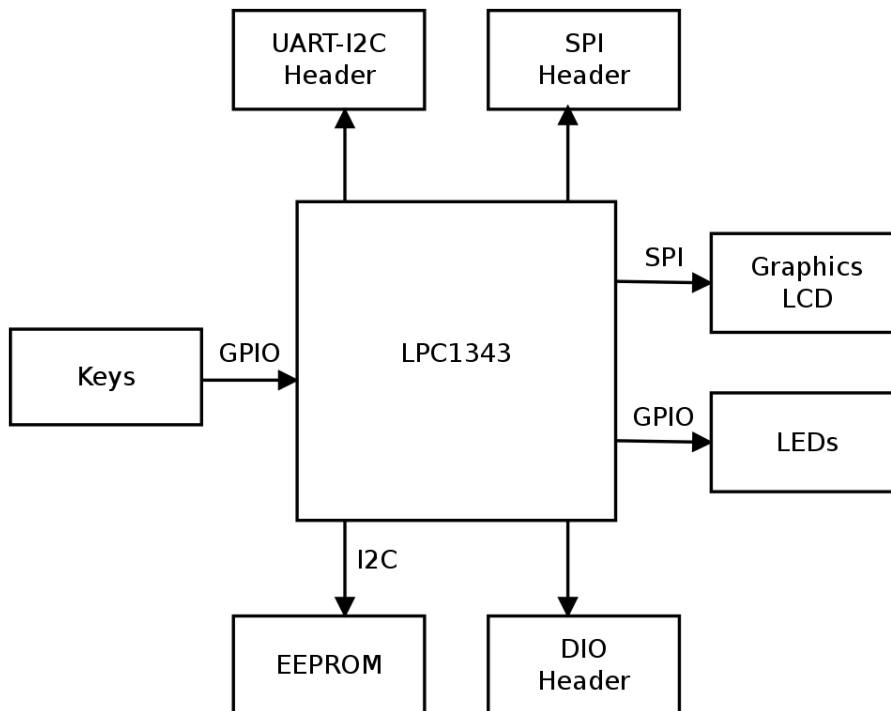 UART-I2C
Header
SPI
Header
SPI
Graphics
LCD
GPIO
Keys
LPC1343
GPIO
LEDs
I2C
EEPROM
DIO
Header